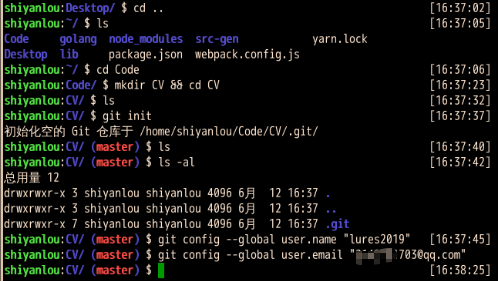 shiyanlou:Desktop/ $ cd .. [16:37:02]
shiyanlou:~/ $ ls [16:37:05]
Code golang node_modules src-gen yarn.lock
Desktop lib package.json webpack.config.js
shiyanlou:~/ $ cd Code [16:37:06]
shiyanlou:Code/ $ mkdir CV && cd CV [16:37:23]
shiyanlou:CV/ $ ls [16:37:32]
shiyanlou:CV/ $ git init [16:37:37]
初始化空的 Git 仓库于 /home/shiyanlou/Code/CV/.git/
shiyanlou:CV/ (master) $ ls [16:37:40]
shiyanlou:CV/ (master) $ ls -al [16:37:42]
总用量 12
drwxrwxr-x 3 shiyanlou shiyanlou 4096 6月 12 16:37 .
drwxrwxr-x 3 shiyanlou shiyanlou 4096 6月 12 16:37 ..
drwxrwxr-x 7 shiyanlou shiyanlou 4096 6月 12 16:37 .git
shiyanlou:CV/ (master) $ git config --global user.name "lures2019" [16:37:45]
shiyanlou:CV/ (master) $ git config --global user.email 703@qq.com"
shiyanlou:CV/ (master) $ [16:38:25]